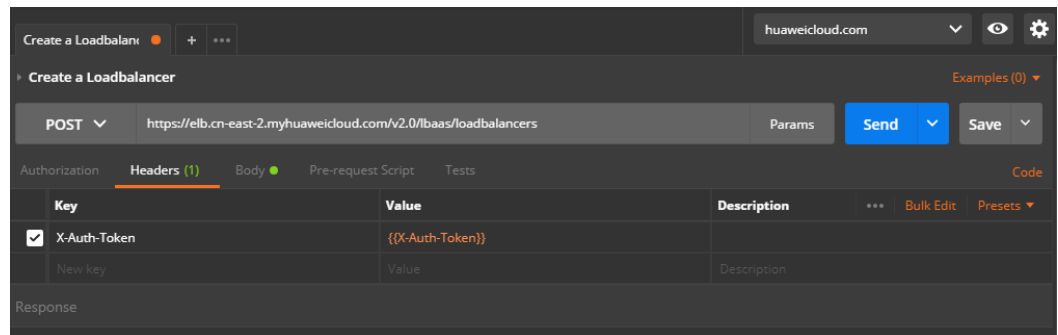 Create a Loadbalan + •••
huaweicloud.com
Create a Loadbalancer Examples (0)
POST https://elb.cn-east-2.myhuaweicloud.com/v2.0/lbaas/loadbalancers Params Send Save
Authorization Headers (1) Body Pre-request Script Tests Code
Key Value Description ••• Bulk Edit Presets
X-Auth-Token {{X-Auth-Token}}
New key Value Description
Response